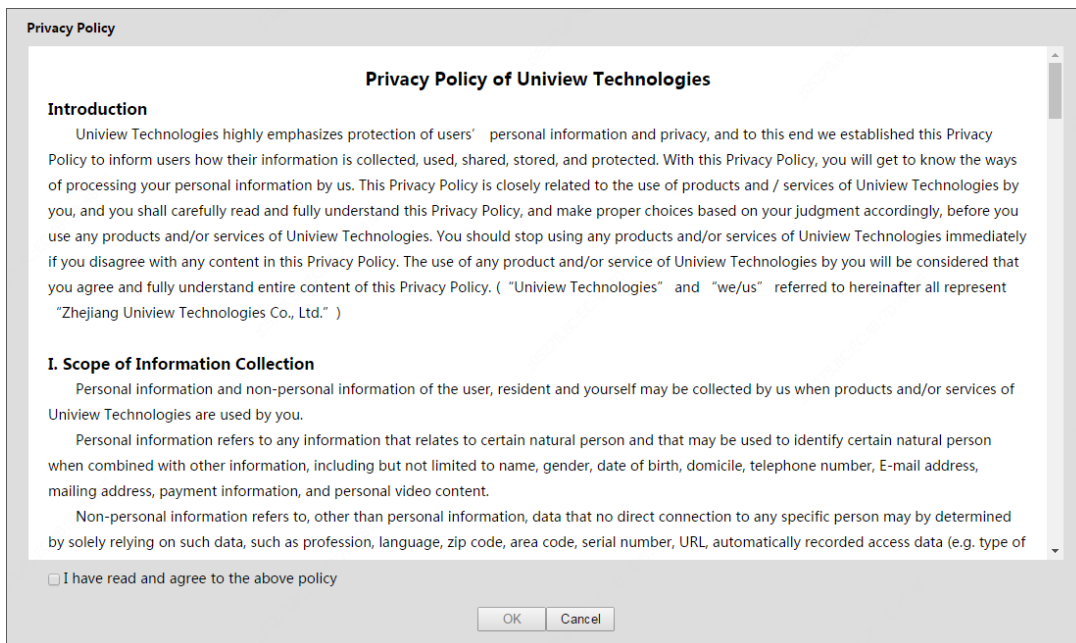 Privacy Policy
Privacy Policy of Uniview Technologies
Introduction
Uniview Technologies highly emphasizes protection of users' personal information and privacy, and to this end we established this Privacy
Policy to inform users how their information is collected, used, shared, stored, and protected. With this Privacy Policy, you will get to know the ways
of processing your personal information by us. This Privacy Policy is closely related to the use of products and / services of Uniview Technologies by
you, and you shall carefully read and fully understand this Privacy Policy, and make proper choices based on your judgment accordingly, before you
use any products and/or services of Uniview Technologies. You should stop using any products and/or services of Uniview Technologies immediately
if you disagree with any content in this Privacy Policy. The use of any product and/or service of Uniview Technologies by you will be considered that
you agree and fully understand entire content of this Privacy Policy. ( “Uniview Technologies” and “we/us” referred to hereinafter all represent
“Zhejiang Uniview Technologies Co., Ltd.” )
I. Scope of Information Collection
Personal information and non-personal information of the user, resident and yourself may be collected by us when products and/or services of
Uniview Technologies are used by you.
Personal information refers to any information that relates to certain natural person and that may be used to identify certain natural person
when combined with other information, including but not limited to name, gender, date of birth, domicile, telephone number, E-mail address,
mailing address, payment information, and personal video content.
Non-personal information refers to, other than personal information, data that no direct connection to any specific person may by determined
by solely relying on such data, such as profession, language, zip code, area code, serial number, URL, automatically recorded access data (e.g. type of
I have read and agree to the above policy
OK Cancel